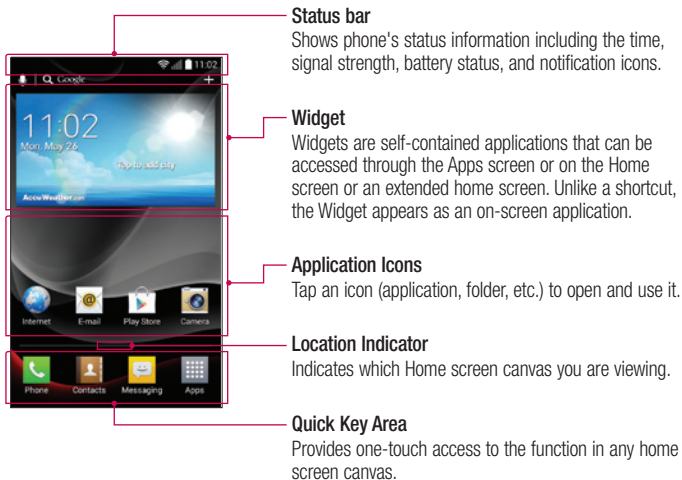 Status bar
Shows phone's status information including the time,
signal strength, battery status, and notification icons.
11:02
Google
+
11:02
Mon, May 26
Tap to add city
AccuWeather.com
Widget
Widgets are self-contained applications that can be
accessed through the Apps screen or on the Home
screen or an extended home screen. Unlike a shortcut,
the Widget appears as an on-screen application.
Application Icons
Tap an icon (application, folder, etc.) to open and use it.
Internet E-mail Play Store Camera
Location Indicator
Indicates which Home screen canvas you are viewing.
Phone Contacts Messaging Apps
Quick Key Area
Provides one-touch access to the function in any home
screen canvas.